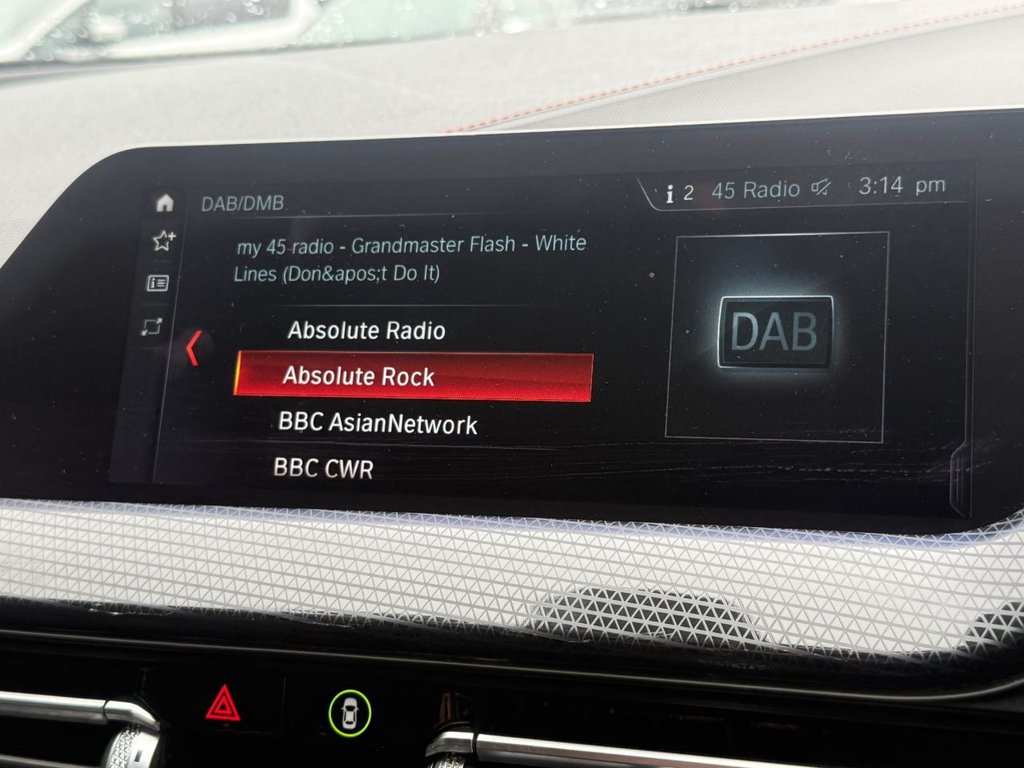 DAB/DMB
i 2 45 Radio 3:14 pm
my 45 radio - Grandmaster Flash - White
Lines (Don&apos;t Do It)
Absolute Radio
Absolute Rock
BBC AsianNetwork
BBC CWR
DAB